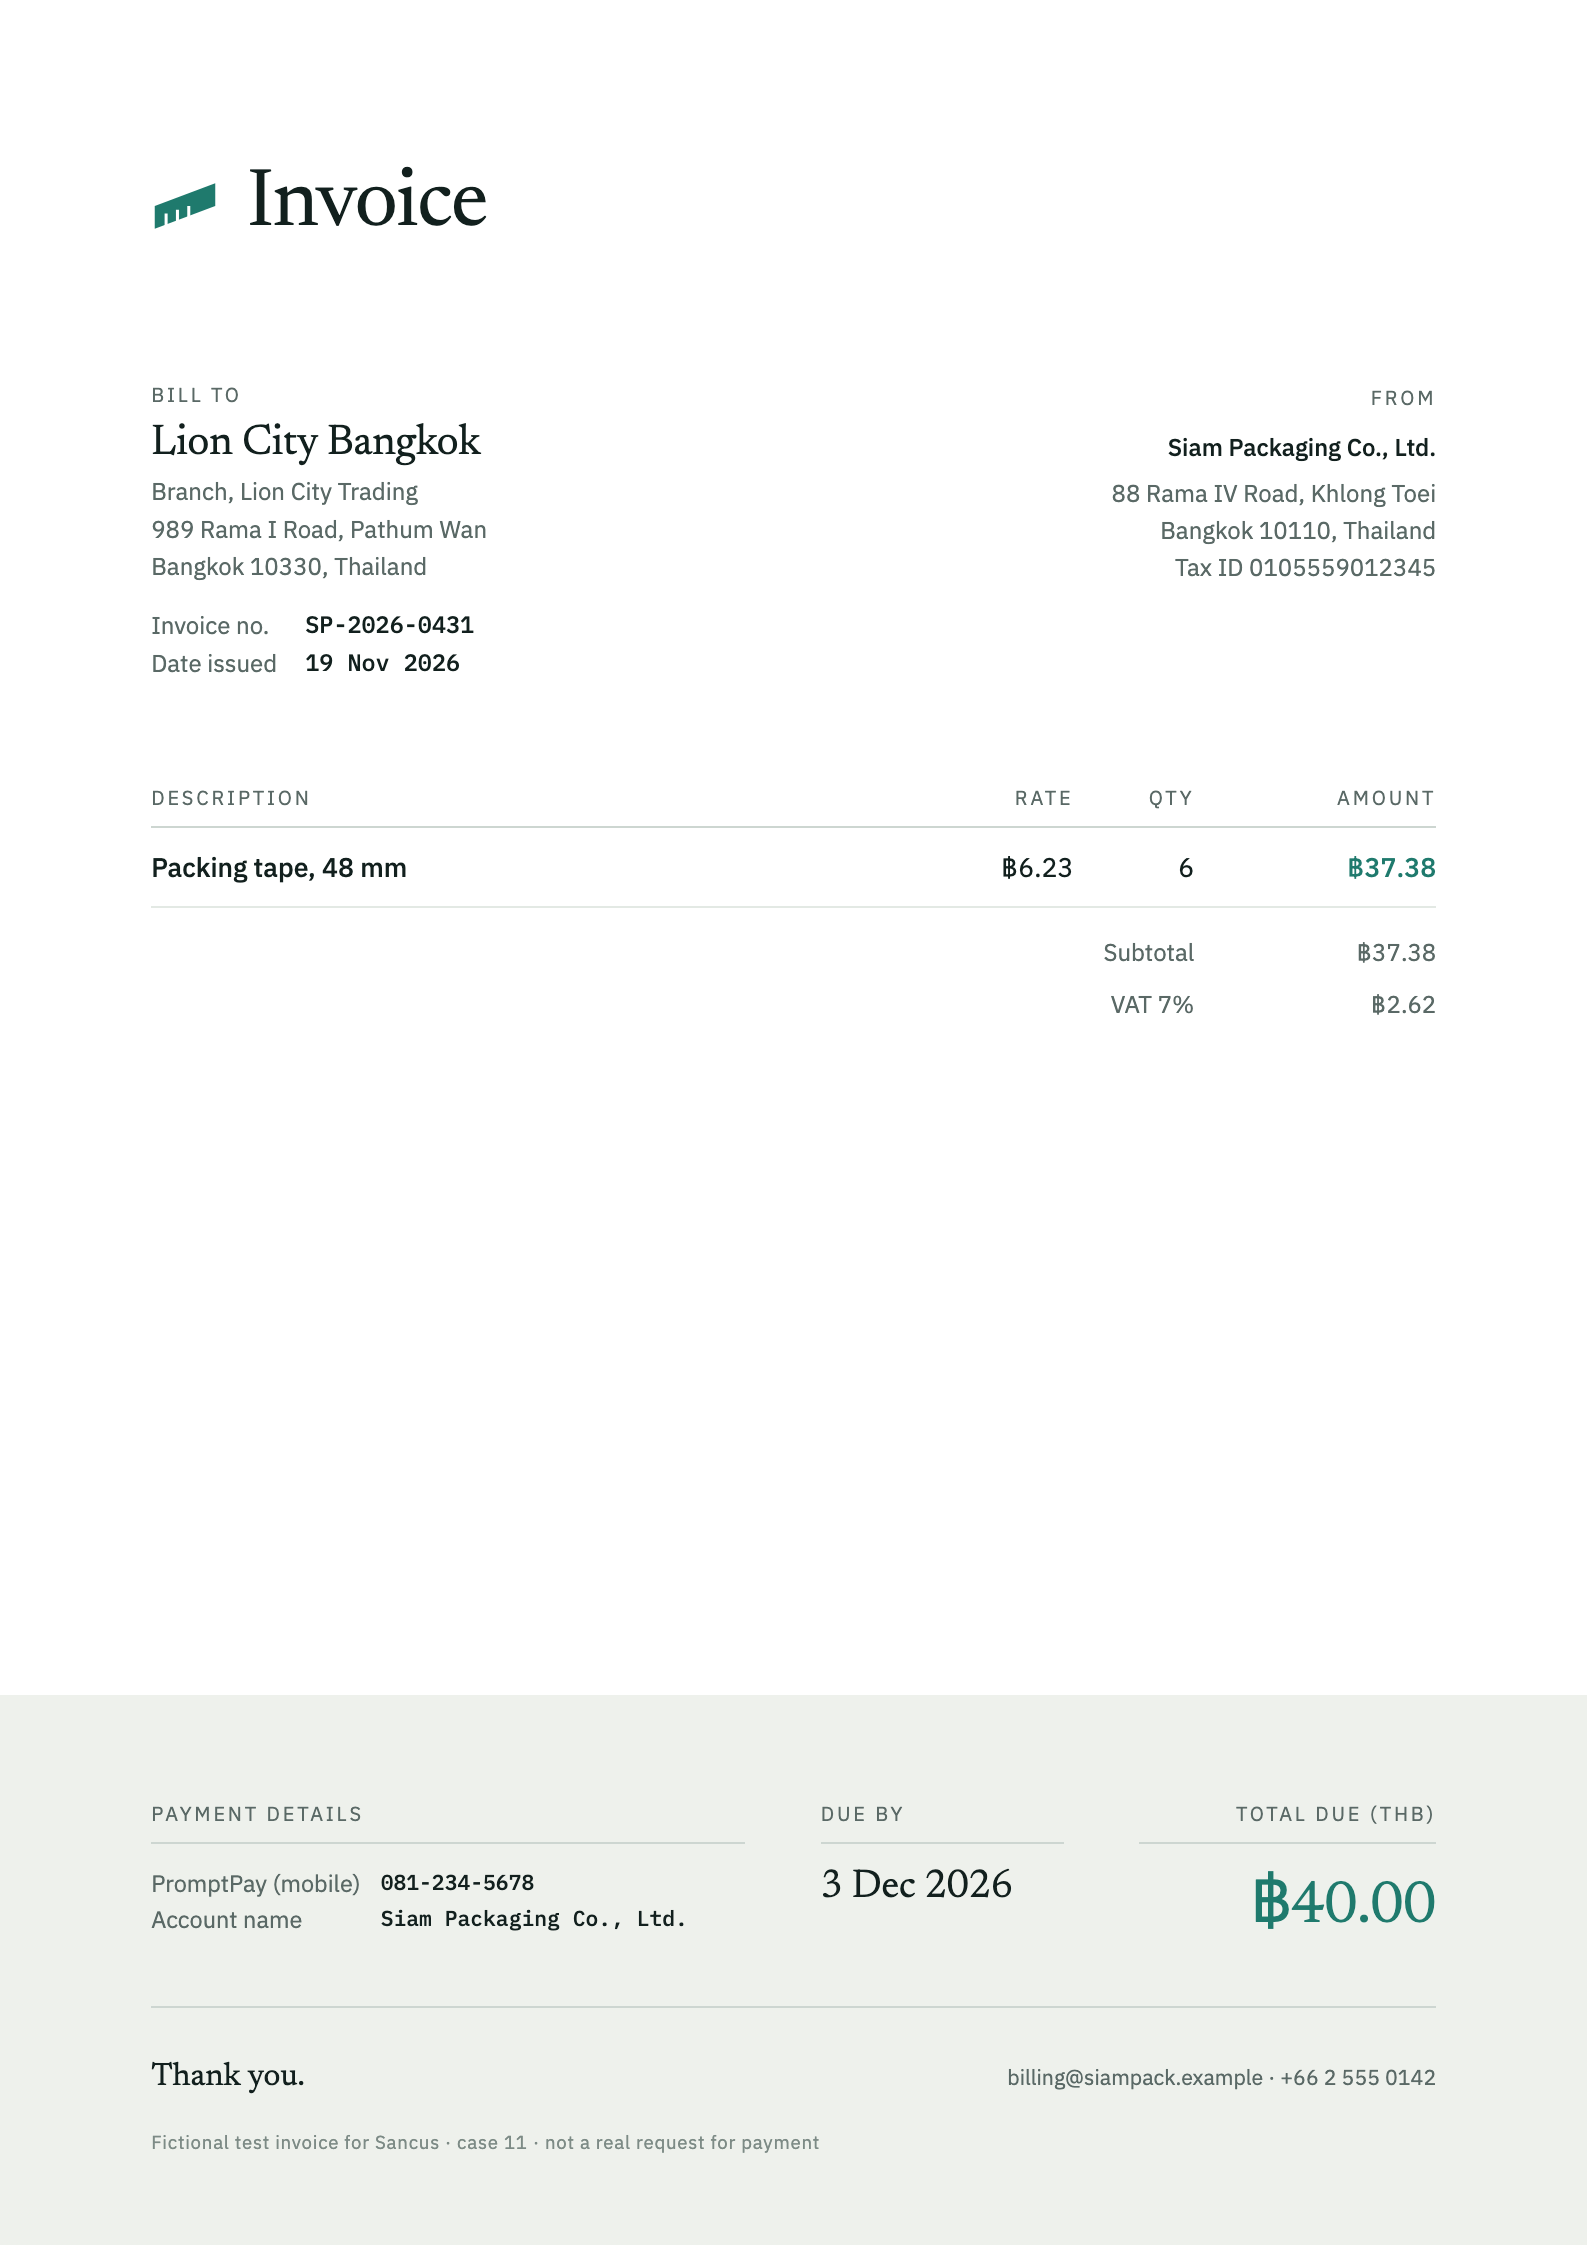 Invoice
BILL TO
Lion City Bangkok
Branch, Lion City Trading
989 Rama I Road, Pathum Wan
Bangkok 10330, Thailand
Invoice no. SP-2026-0431
Date issued 19 Nov 2026
FROM
Siam Packaging Co., Ltd.
88 Rama IV Road, Khlong Toei
Bangkok 10110, Thailand
Tax ID 0105559012345
DESCRIPTION RATE QTY AMOUNT
Packing tape, 48 mm ฿6.23 6 ฿37.38
Subtotal ฿37.38
VAT 7% ฿2.62
PAYMENT DETAILS
PromptPay (mobile) 081-234-5678
Account name Siam Packaging Co., Ltd.
DUE BY
3 Dec 2026
TOTAL DUE (THB)
฿40.00
Thank you.
billing@siampack.example · +66 2 555 0142
Fictional test invoice for Sancus · case 11 · not a real request for payment